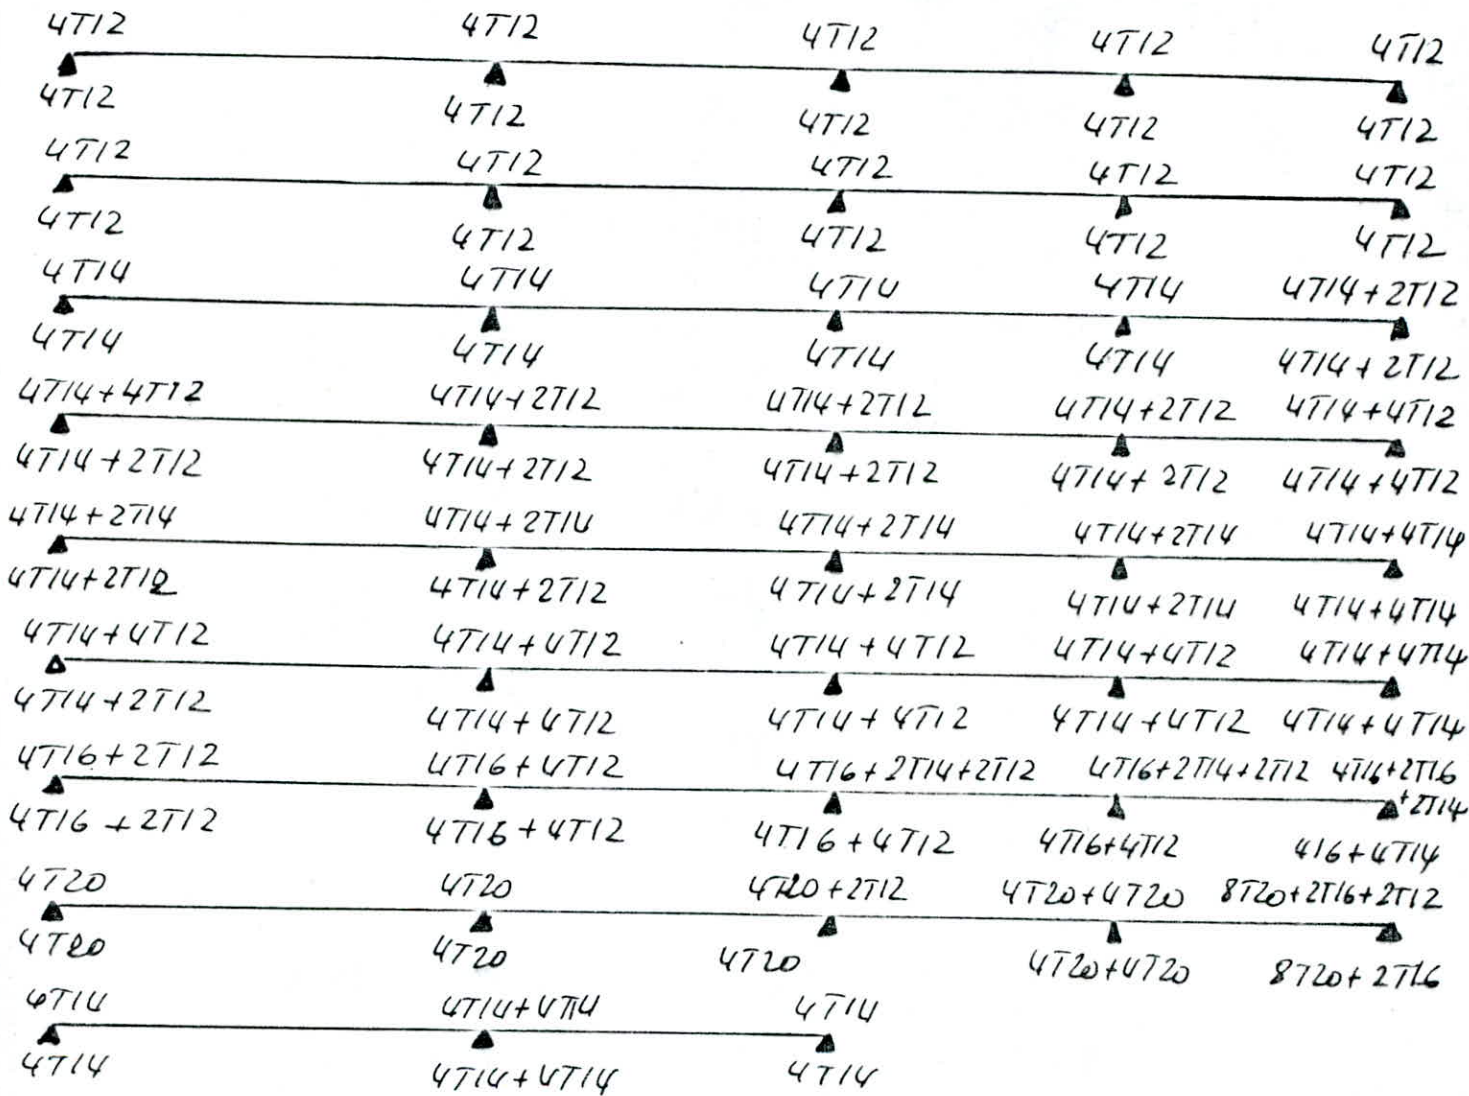 4T12 4T12 4T12 4T12 4T12
4T12 4T12 4T12 4T12 4T12
4T12 4T12 4T12 4T12 4T12
4T12 4T12 4T12 4T12 4T12
4T14 4T14 4T14 4T14 4T14+2T12
4T14 4T14 4T14 4T14 4T14+2T12
4T14+4T12 4T14+2T12 4T14+2T12 4T14+2T12 4T14+4T12
4T14+2T12 4T14+2T12 4T14+2T12 4T14+2T12 4T14+4T12
4T14+2T14 4T14+2T14 4T14+2T14 4T14+2T14 4T14+4T14
4T14+2T12 4T14+2T12 4T14+2T14 4T14+2T14 4T14+4T14
4T14+4T12 4T14+4T12 4T14+4T12 4T14+4T12 4T14+4T14
4T14+2T12 4T14+4T12 4T14+4T12 4T14+4T12 4T14+4T14
4T16+2T12 4T16+4T12 4T16+2T14+2T12 4T16+2T14+2T12 4T16+2T16
+2T14
4T16+2T12 4T16+4T12 4T16+4T12 4T16+4T12 416+4T14
4T20 4T20 4T20+2T12 4T20+4T20 8T20+2T16+2T12
4T20 4T20 4T20 4T20+4T20 8T20+2T16
4T14 4T14+4T14 4T14
4T14 4T14+4T14 4T14